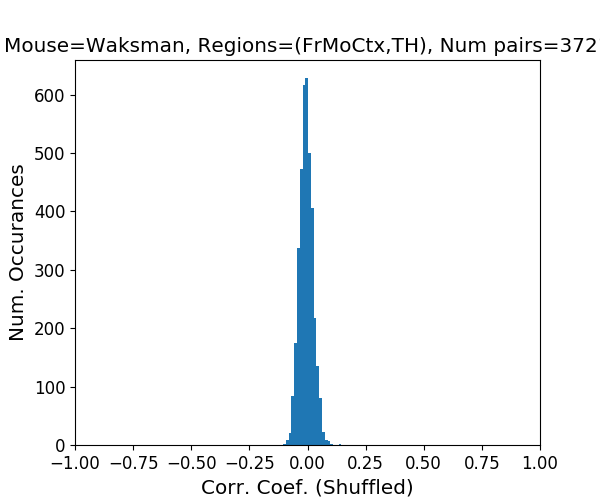 Mouse=Waksman, Regions=(FrMoCtx,TH), Num pairs=372
600
500
400
300
200
100
0
Num. Occurances
−1.00 −0.75 −0.50 −0.25 0.00 0.25 0.50 0.75 1.00
Corr. Coef. (Shuffled)